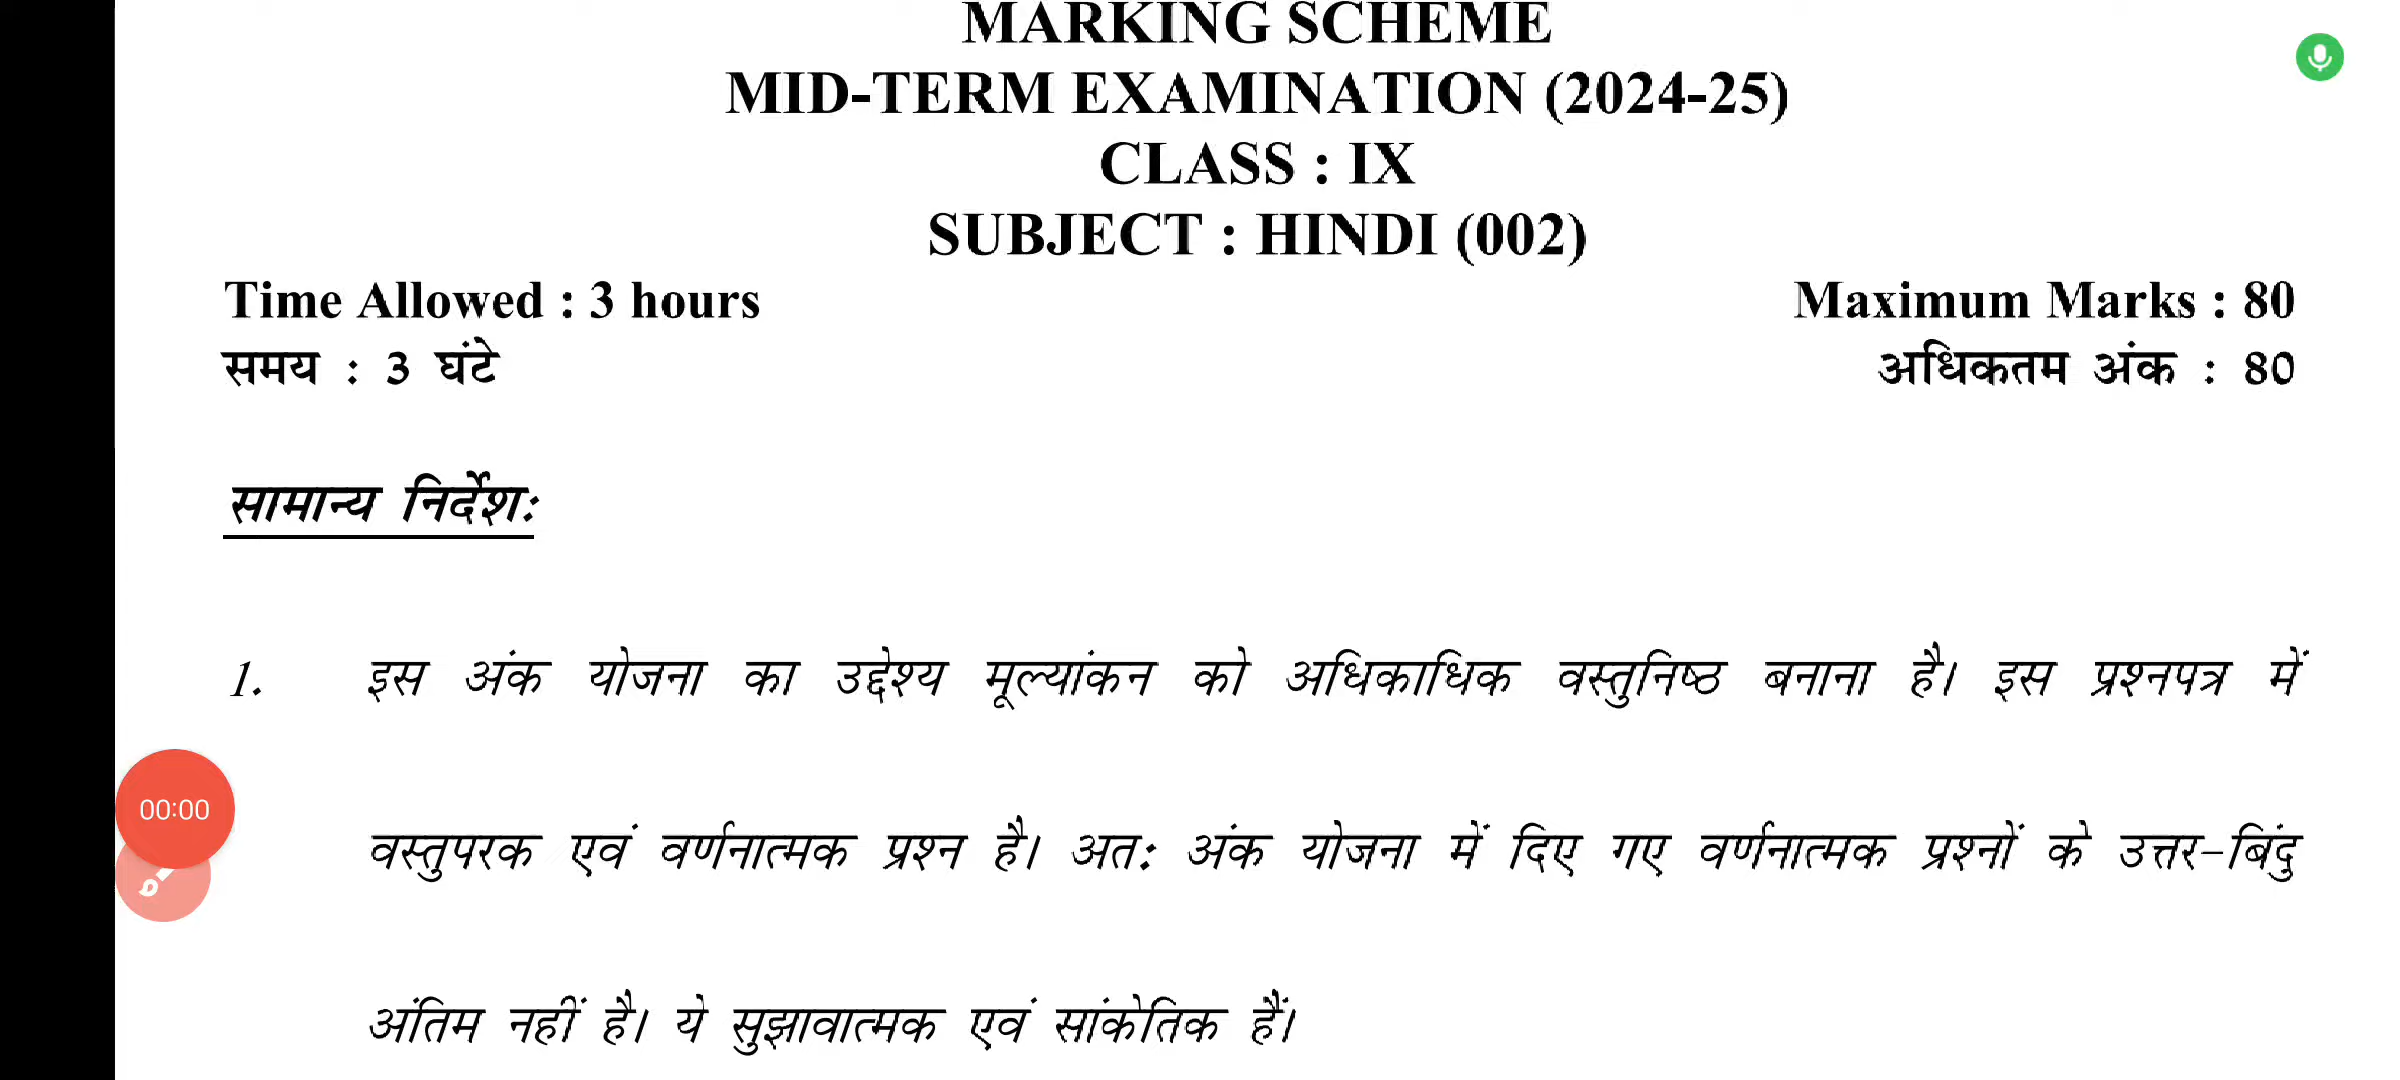 MARKING SCHEME
MID-TERM EXAMINATION (2024-25)
CLASS : IX
SUBJECT : HINDI (002)
Time Allowed : 3 hours Maximum Marks : 80
समय : 3 घंटे अधिकतम अंक : 80
सामान्य निर्देशः
1. इस अंक योजना का उद्देश्य मूल्यांकन को अधिकाधिक वस्तुनिष्ठ बनाना है। इस प्रश्नपत्र में
00:00
वस्तुपरक एवं वर्णनात्मक प्रश्न है। अतः अंक योजना में दिए गए वर्णनात्मक प्रश्नों के उत्तर-बिंदु
अंतिम नहीं है। ये सुझावात्मक एवं सांकेतिक हैं।